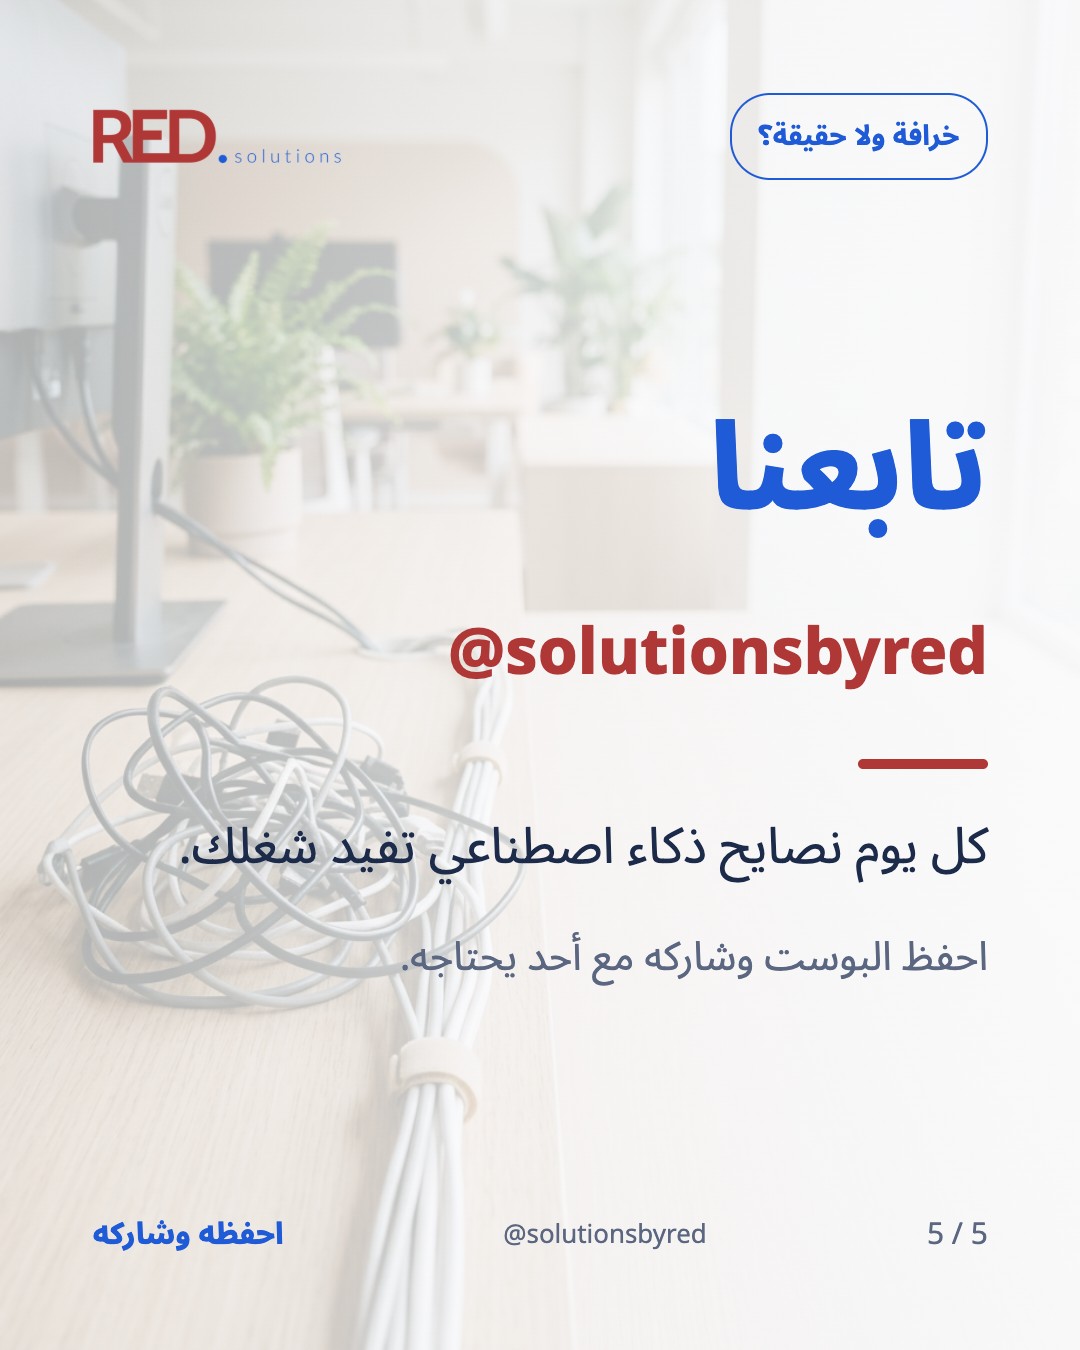 RED.solutions
خرافة ولا حقيقة؟
تابعنا
@solutionsbyred
كل يوم نصايح ذكاء اصطناعي تفيد شغلك.
احفظ البوست وشاركه مع أحد يحتاجه.
احفظه وشاركه
@solutionsbyred
5 / 5